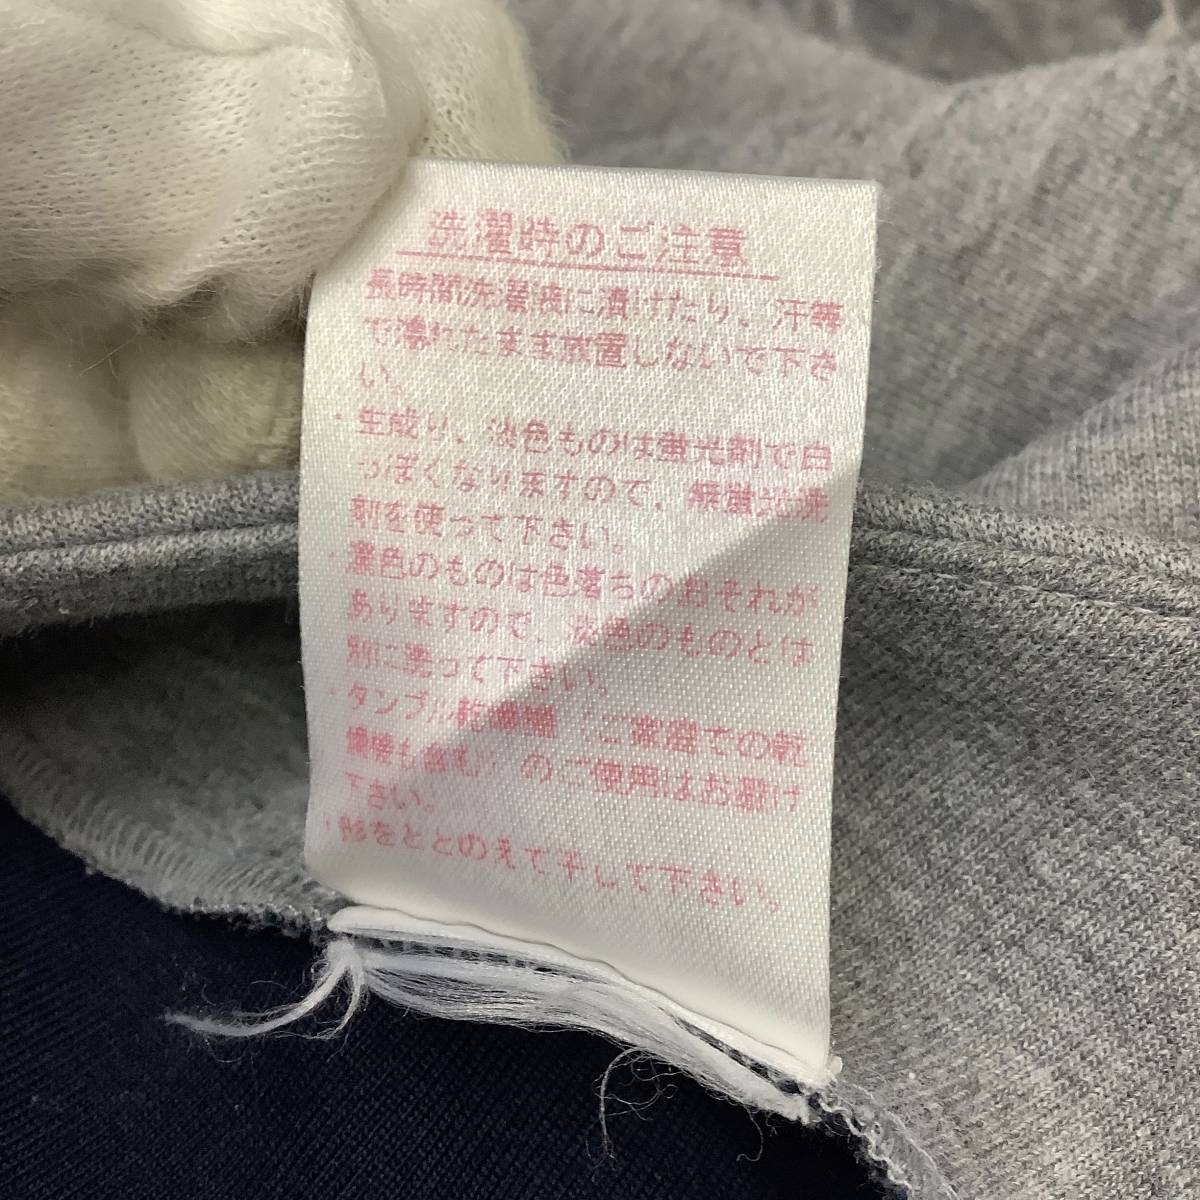 洗濯時のご注意
長時間洗濯液に漬けたり、汗等
で濡れたまま放置しないで下さ
い。
・生成り、淡色ものは蛍光剤で白
っぽくなりますので、無蛍光洗
剤を使って下さい。
・濃色のものは色落ちのおそれが
ありますので、淡色のものとは
別に洗って下さい。
・タンブル乾燥機 ご家庭での乾
燥機も含む のご使用はお避け
下さい。
・形をととのえて干して下さい。